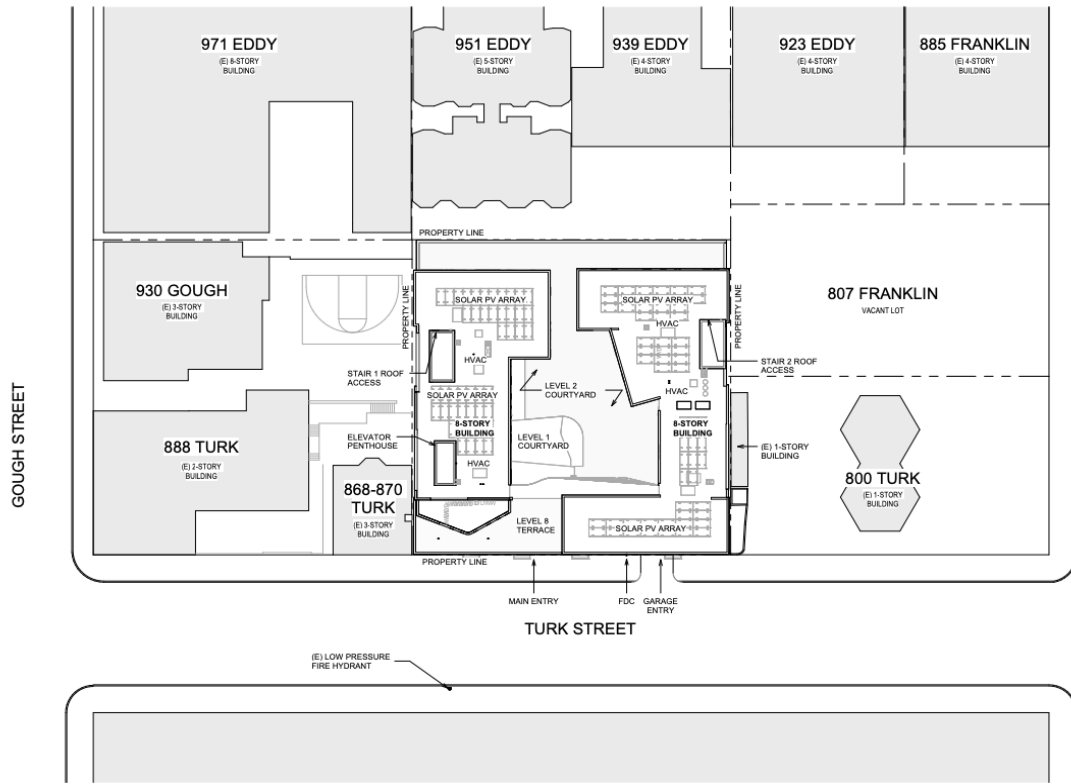 971 EDDY
(E) 8-STORY
BUILDING
951 EDDY
(E) 5-STORY
BUILDING
939 EDDY
(E) 4-STORY
BUILDING
923 EDDY
(E) 4-STORY
BUILDING
885 FRANKLIN
(E) 4-STORY
BUILDING
PROPERTY LINE
930 GOUGH
(E) 3-STORY
BUILDING
PROPERTY LINE
SOLAR PV ARRAY
SOLAR PV ARRAY
PROPERTY LINE
807 FRANKLIN
VACANT LOT
HVAC
HVAC
STAIR 1 ROOF
ACCESS
STAIR 2 ROOF
ACCESS
LEVEL 2
COURTYARD
HVAC
SOLAR PV ARRAY
8-STORY
BUILDING
8-STORY
BUILDING
GOUGH STREET
888 TURK
(E) 2-STORY
BUILDING
ELEVATOR
PENTHOUSE
LEVEL 1
COURTYARD
(E) 1-STORY
BUILDING
HVAC
HVAC
868-870
TURK
(E) 3-STORY
BUILDING
800 TURK
(E) 1-STORY
BUILDING
LEVEL 8
TERRACE
SOLAR PV ARRAY
PROPERTY LINE
MAIN ENTRY
FDC
GARAGE
ENTRY
TURK STREET
(E) LOW PRESSURE
FIRE HYDRANT